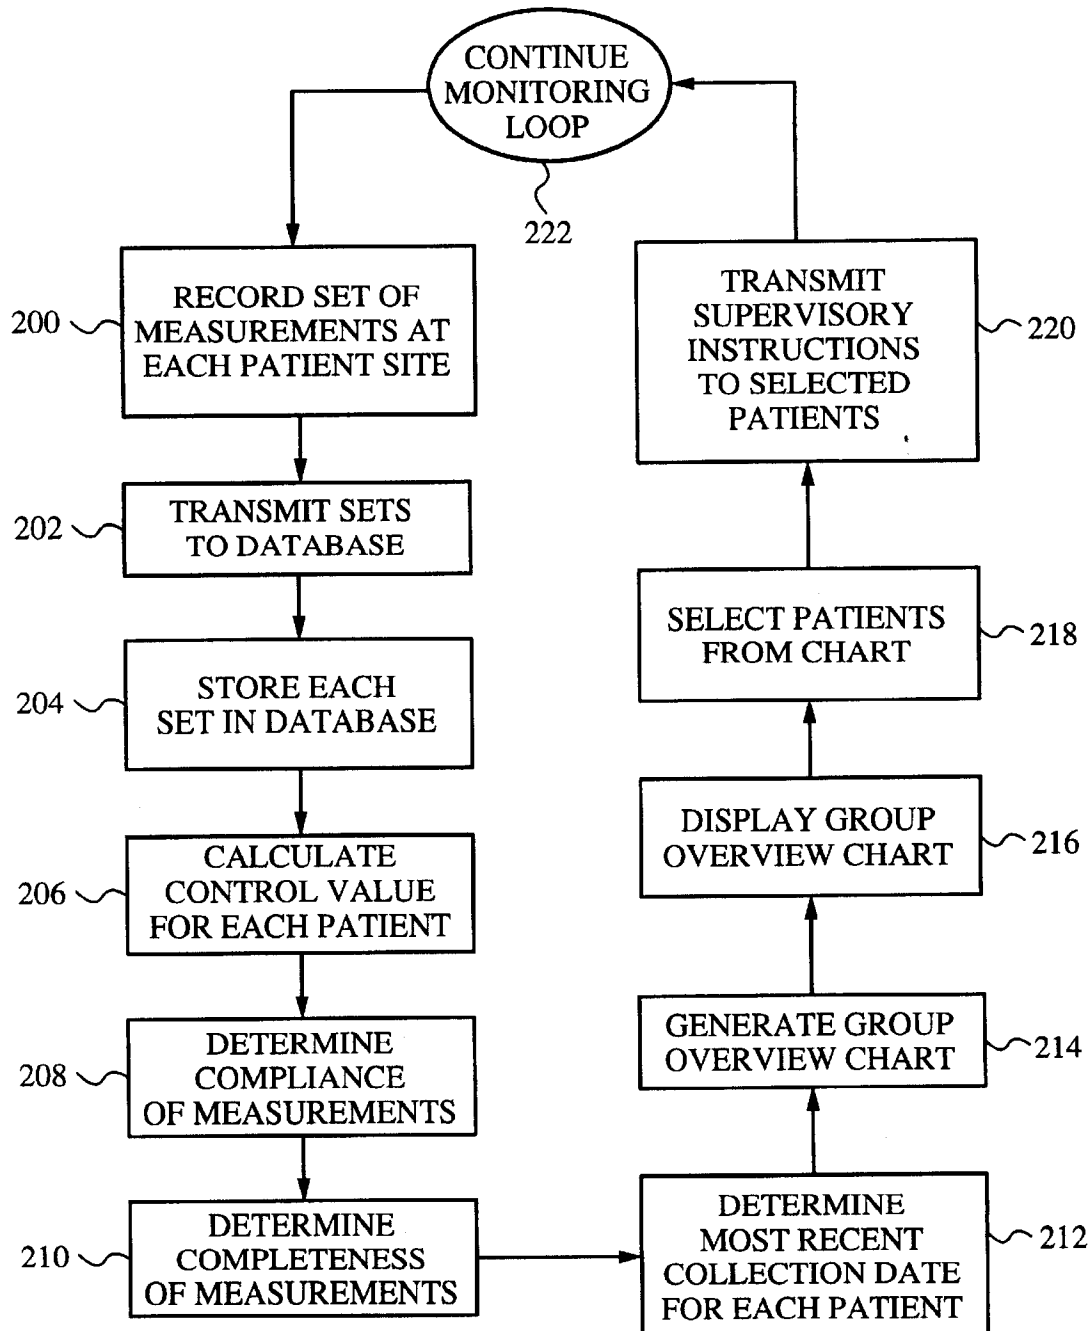 CONTINUE
MONITORING
LOOP
222
200
RECORD SET OF
MEASUREMENTS AT
EACH PATIENT SITE
202
TRANSMIT SETS
TO DATABASE
204
STORE EACH
SET IN DATABASE
206
CALCULATE
CONTROL VALUE
FOR EACH PATIENT
208
DETERMINE
COMPLIANCE
OF MEASUREMENTS
210
DETERMINE
COMPLETENESS
OF MEASUREMENTS
DETERMINE
MOST RECENT
COLLECTION DATE
FOR EACH PATIENT
212
GENERATE GROUP
OVERVIEW CHART
214
DISPLAY GROUP
OVERVIEW CHART
216
SELECT PATIENTS
FROM CHART
218
TRANSMIT
SUPERVISORY
INSTRUCTIONS
TO SELECTED
PATIENTS
220